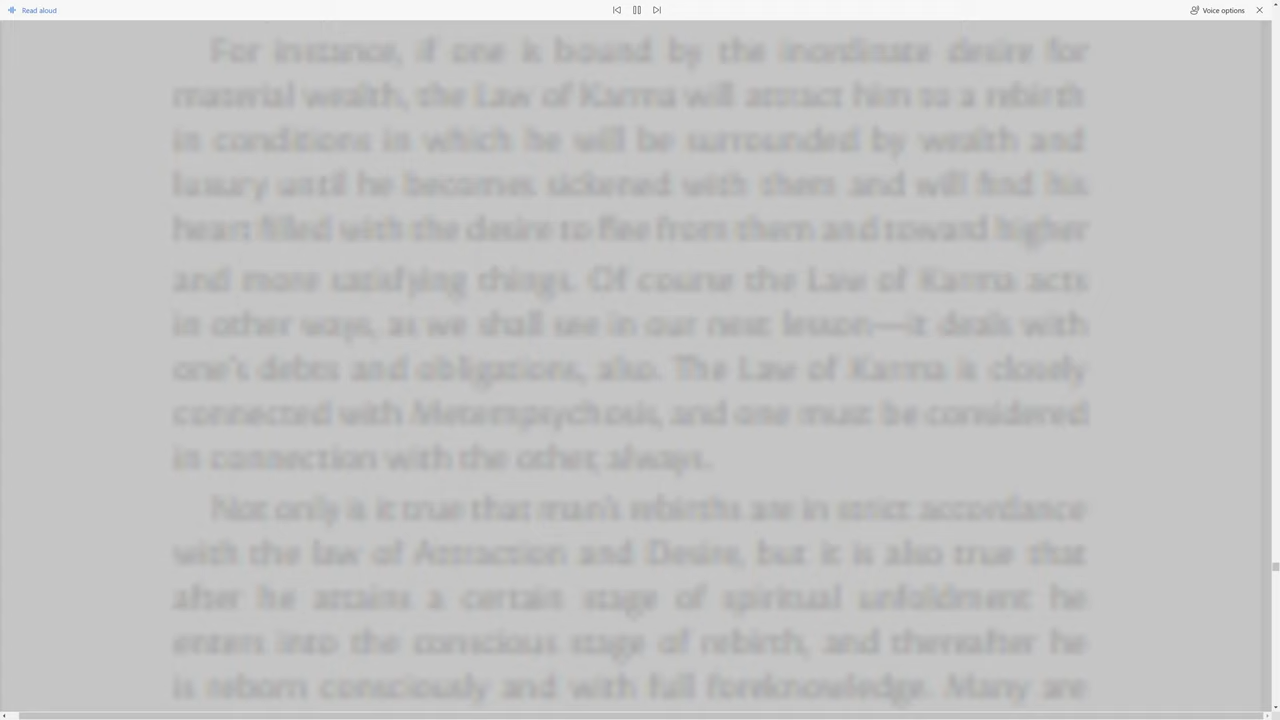 Read aloud
Voice options
For instance, if one is bound by the inordinate desire for
material wealth, the Law of Karma will attract him to a rebirth
in conditions in which he will be surrounded by wealth and
luxury until he becomes sickened with them and will find his
heart filled with the desire to flee from them and toward higher
and more satisfying things. Of course the Law of Karma acts
in other ways, as we shall see in our next lesson—it deals with
one's debts and obligations, also. The Law of Karma is closely
connected with Metempsychosis, and one must be considered
in connection with the other, always.
Not only is it true that man's rebirths are in strict accordance
with the law of Attraction and Desire, but it is also true that
after he attains a certain stage of spiritual unfoldment he
enters into the conscious stage of rebirth, and thereafter he
is reborn consciously and with full foreknowledge. Many are